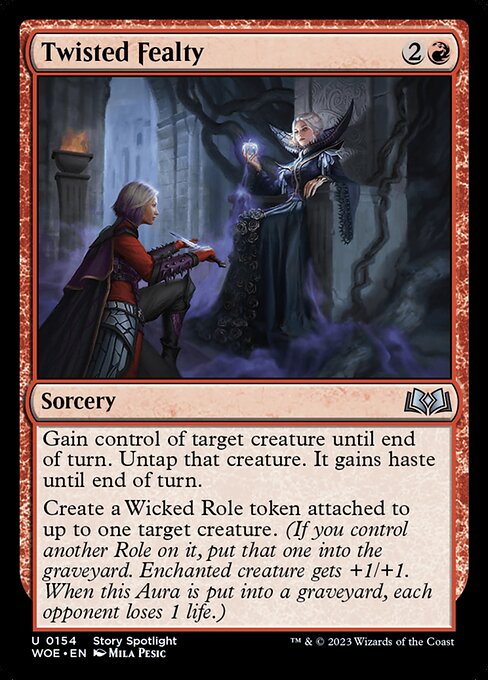 Twisted Fealty 2
Sorcery
Gain control of target creature until end
of turn. Untap that creature. It gains haste
until end of turn.
Create a Wicked Role token attached to
up to one target creature. (If you control
another Role on it, put that one into the
graveyard. Enchanted creature gets +1/+1.
When this Aura is put into a graveyard, each
opponent loses 1 life.)
U 0154 Story Spotlight
WOE • EN Mila Pesic ™ & © 2023 Wizards of the Coast